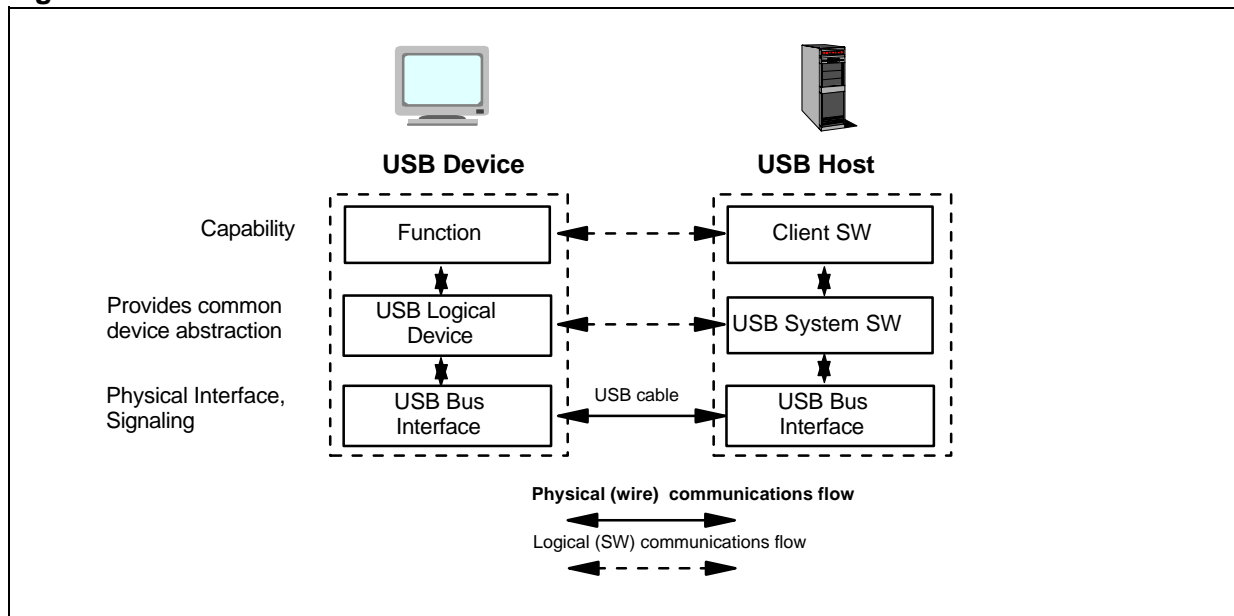 USB Device
USB Host
Capability
Function
Client SW
Provides common
device abstraction
USB Logical
Device
USB System SW
Physical Interface,
Signaling
USB Bus
Interface
USB cable
USB Bus
Interface
Physical (wire) communications flow
Logical (SW) communications flow